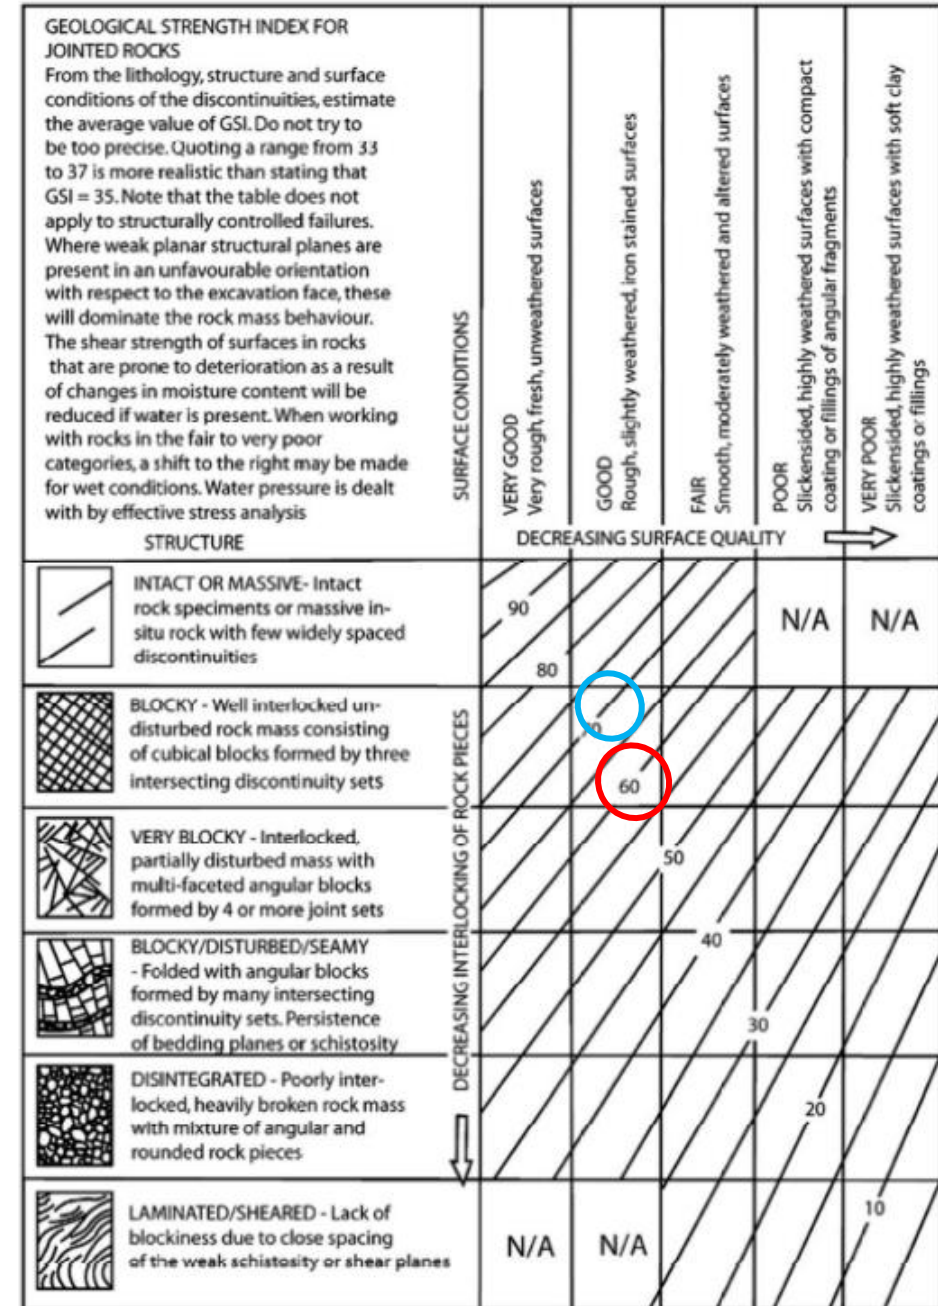 GEOLOGICAL STRENGTH INDEX FOR
JOINTED ROCKS
From the lithology, structure and surface
conditions of the discontinuities, estimate
the average value of GSI. Do not try to
be too precise. Quoting a range from 33
to 37 is more realistic than stating that
GSI = 35. Note that the table does not
apply to structurally controlled failures.
Where weak planar structural planes are
present in an unfavourable orientation
with respect to the excavation face, these
will dominate the rock mass behaviour.
The shear strength of surfaces in rocks
that are prone to deterioration as a result
of changes in moisture content will be
reduced if water is present. When working
with rocks in the fair to very poor
categories, a shift to the right may be made
for wet conditions. Water pressure is dealt
with by effective stress analysis
STRUCTURE
SURFACE CONDITIONS
VERY GOOD
Very rough, fresh, unweathered surfaces
GOOD
Rough, slightly weathered, iron stained surfaces
FAIR
Smooth, moderately weathered and altered surfaces
POOR
Slickensided, highly weathered surfaces with compact
coating or fillings of angular fragments
VERY POOR
Slickensided, highly weathered surfaces with soft clay
coatings or fillings
DECREASING SURFACE QUALITY
DECREASING INTERLOCKING OF ROCK PIECES
INTACT OR MASSIVE- Intact
rock speciments or massive in-
situ rock with few widely spaced
discontinuities
90
80
N/A
N/A
BLOCKY - Well interlocked un-
disturbed rock mass consisting
of cubical blocks formed by three
intersecting discontinuity sets
70
60
VERY BLOCKY - Interlocked,
partially disturbed mass with
multi-faceted angular blocks
formed by 4 or more joint sets
50
BLOCKY/DISTURBED/SEAMY
- Folded with angular blocks
formed by many intersecting
discontinuity sets. Persistence
of bedding planes or schistosity
40
30
DISINTEGRATED - Poorly inter-
locked, heavily broken rock mass
with mixture of angular and
rounded rock pieces
20
LAMINATED/SHEARED - Lack of
blockiness due to close spacing
of the weak schistosity or shear planes
N/A
N/A
10